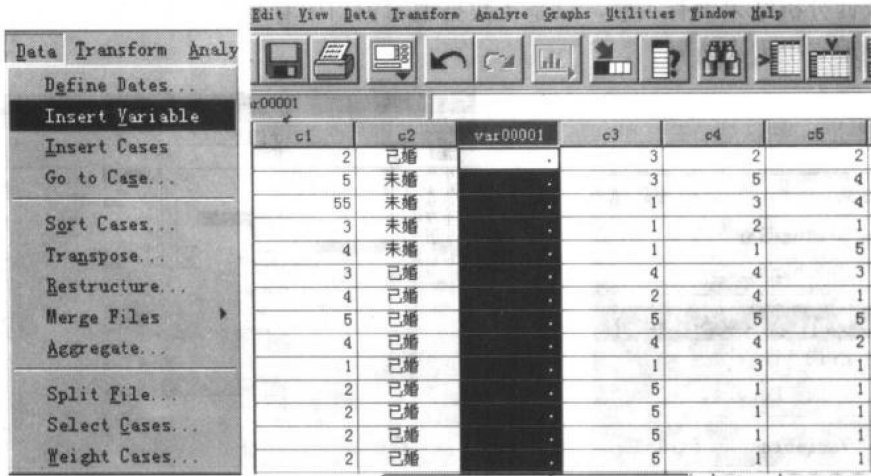 Data Transform Analy
Define Dates...
Insert Variable
Insert Cases
Go to Case...
Sort Cases...
Transpose...
Restructure...
Merge Files
Aggregate...
Split File...
Select Cases...
Weight Cases...
Edit View Data Transform Analyze Graphs Utilities Window Help
r00001
c1 c2 var00001 c3 c4 c5
2 已婚 . 3 2 2
5 未婚 . 3 5 4
55 未婚 . 1 3 4
3 未婚 . 1 2 1
4 未婚 . 1 1 5
3 已婚 . 4 4 3
4 已婚 . 2 4 1
5 已婚 . 5 5 5
4 已婚 . 4 4 2
1 已婚 . 1 3 1
2 已婚 . 5 1 1
2 已婚 . 5 1 1
2 已婚 . 5 1 1
2 已婚 . 5 1 1